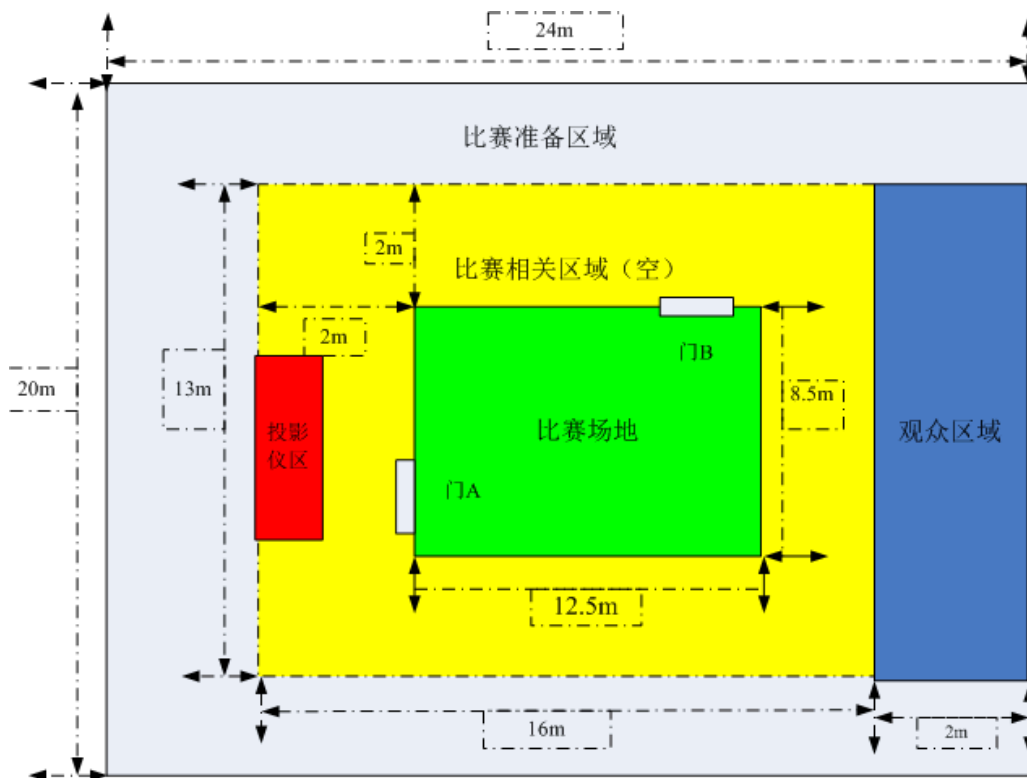 24m
比赛准备区域
2m
比赛相关区域（空）
2m
门B
20m
13m
8.5m
投影
仪区
比赛场地
观众区域
门A
12.5m
16m
2m